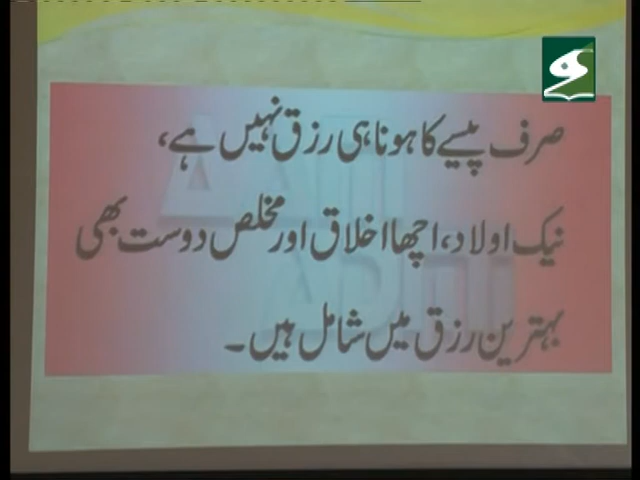 صرف پیسے کا ہونا ہی رزق نہیں ہے،
نیک اولاد، اچھا اخلاق اور مخلص دوست بھی
بہترین رزق میں شامل ہیں۔